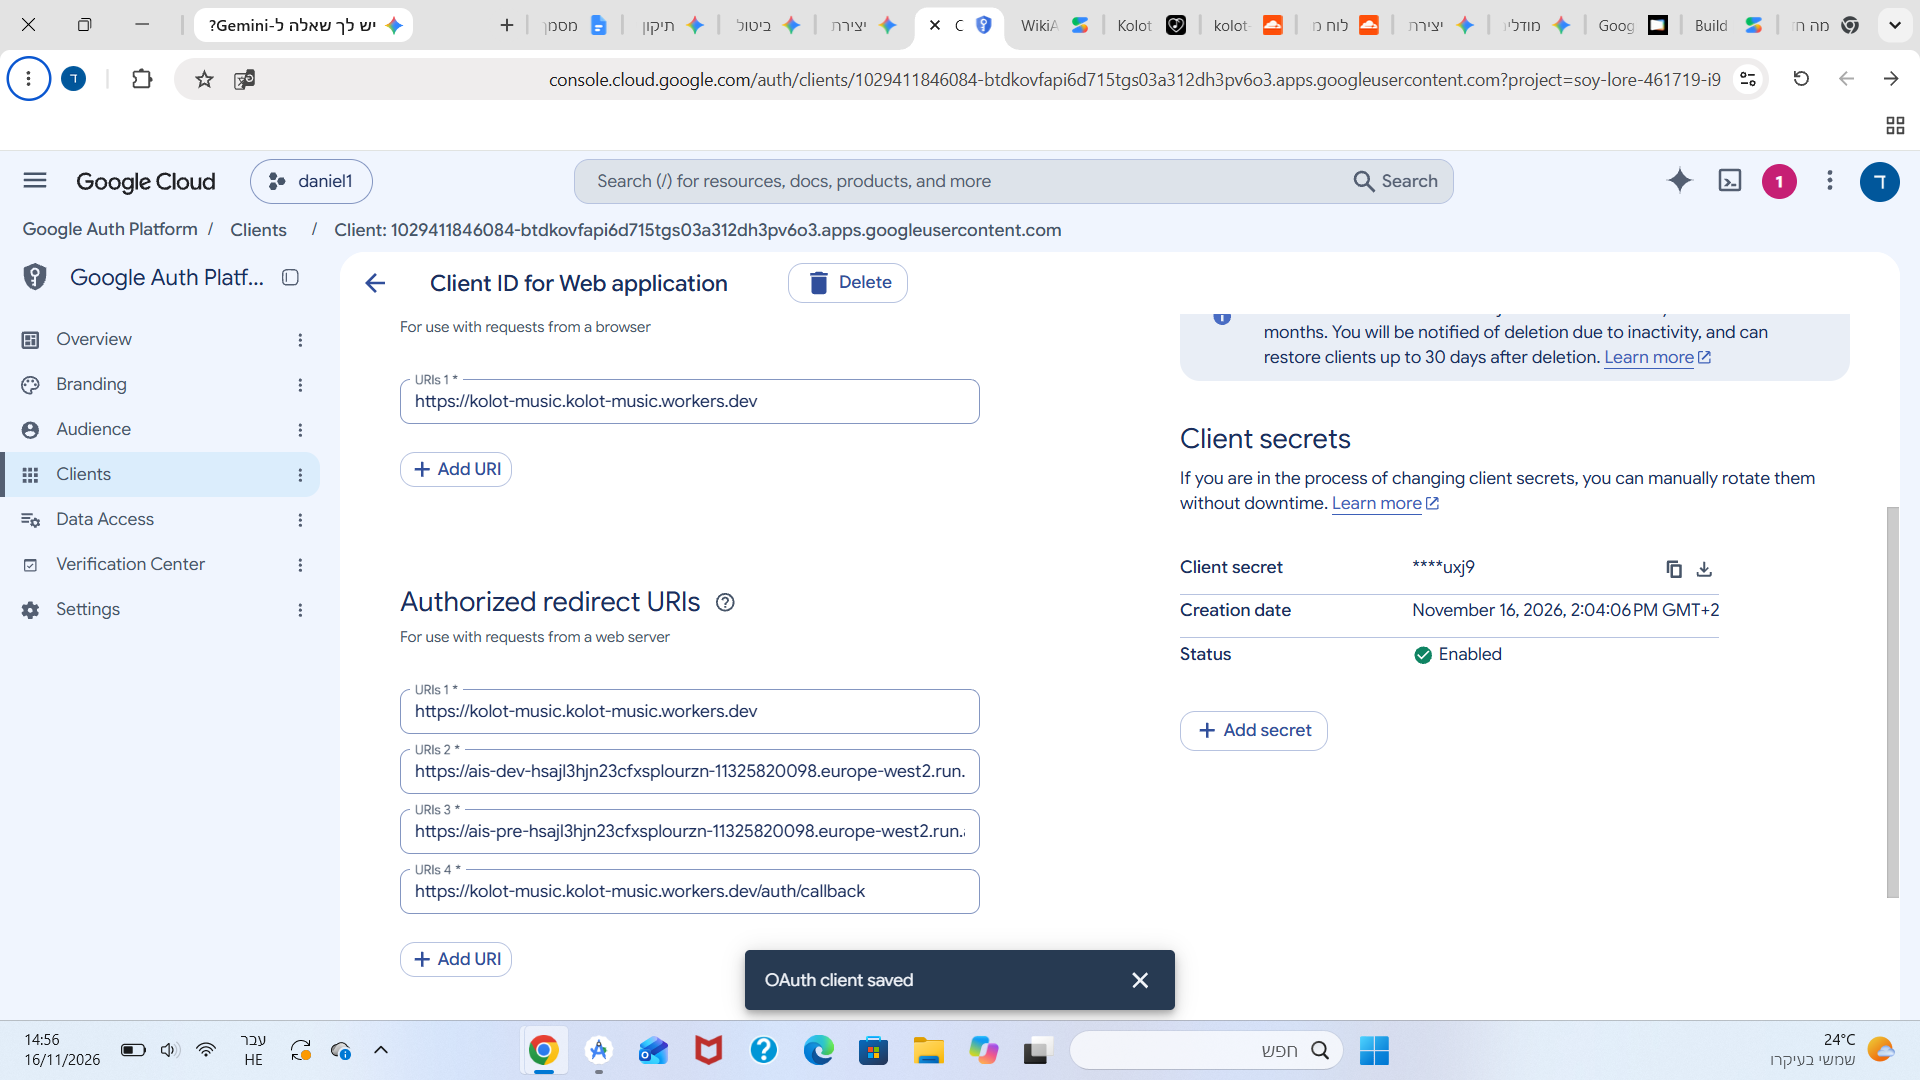 יש לך שאלה ל-Gemini?
מסמך
תיקון
ביטול
יצירת
C
WikiA
Kolot
kolot-
לוח מ
יצירת
מודלי
Goog
Build
מה חז
console.cloud.google.com/auth/clients/1029411846084-btdkovfapi6d715tgs03a312dh3pv6o3.apps.googleusercontent.com?project=soy-lore-461719-i9
Google Cloud
daniel1
Search (/) for resources, docs, products, and more
Search
1
ד
Google Auth Platform / Clients / Client: 1029411846084-btdkovfapi6d715tgs03a312dh3pv6o3.apps.googleusercontent.com
Google Auth Platf...
Overview
Branding
Audience
Clients
Data Access
Verification Center
Settings
Client ID for Web application
Delete
For use with requests from a browser
URIs 1 *
https://kolot-music.kolot-music.workers.dev
Add URI
Authorized redirect URIs
For use with requests from a web server
URIs 1 *
https://kolot-music.kolot-music.workers.dev
URIs 2 *
https://ais-dev-hsajl3hjn23cfxsplourzn-11325820098.europe-west2.run.
URIs 3 *
https://ais-pre-hsajl3hjn23cfxsplourzn-11325820098.europe-west2.run.
URIs 4 *
https://kolot-music.kolot-music.workers.dev/auth/callback
Add URI
months. You will be notified of deletion due to inactivity, and can
restore clients up to 30 days after deletion. Learn more
Client secrets
If you are in the process of changing client secrets, you can manually rotate them
without downtime. Learn more
Client secret ****uxj9
Creation date November 16, 2026, 2:04:06 PM GMT+2
Status Enabled
Add secret
OAuth client saved
14:56
16/11/2026
עבר
HE
חפש
24°C
שמשי בעיקרו